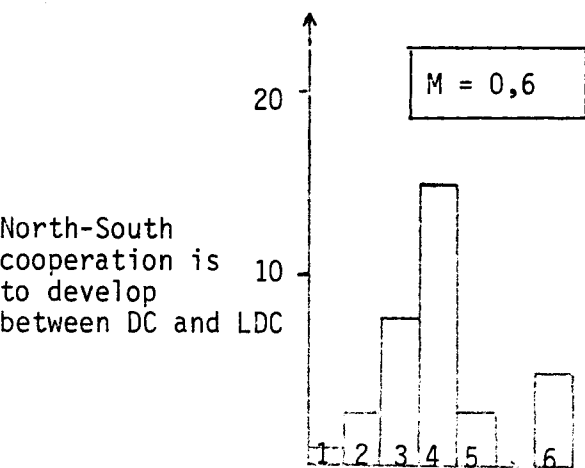 M = 0,6
20
North-South
cooperation is
10
to develop
between DC and LDC
1 2 3 4 5 6